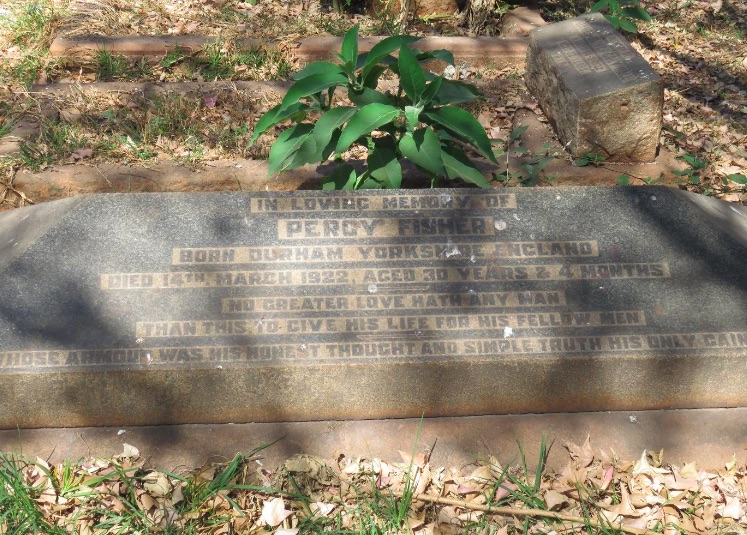 IN LOVING MEMORY OF
PERCY FISHER
BORN DURHAM YORKSHIRE ENGLAND
DIED 14TH MARCH 1922, AGED 30 YEARS & 4 MONTHS
NO GREATER LOVE HATH ANY MAN
THAN THIS TO GIVE HIS LIFE FOR HIS FELLOW MEN
WHOSE ARMOUR WAS HIS HONEST THOUGHT AND SIMPLE TRUTH HIS ONLY GAIN